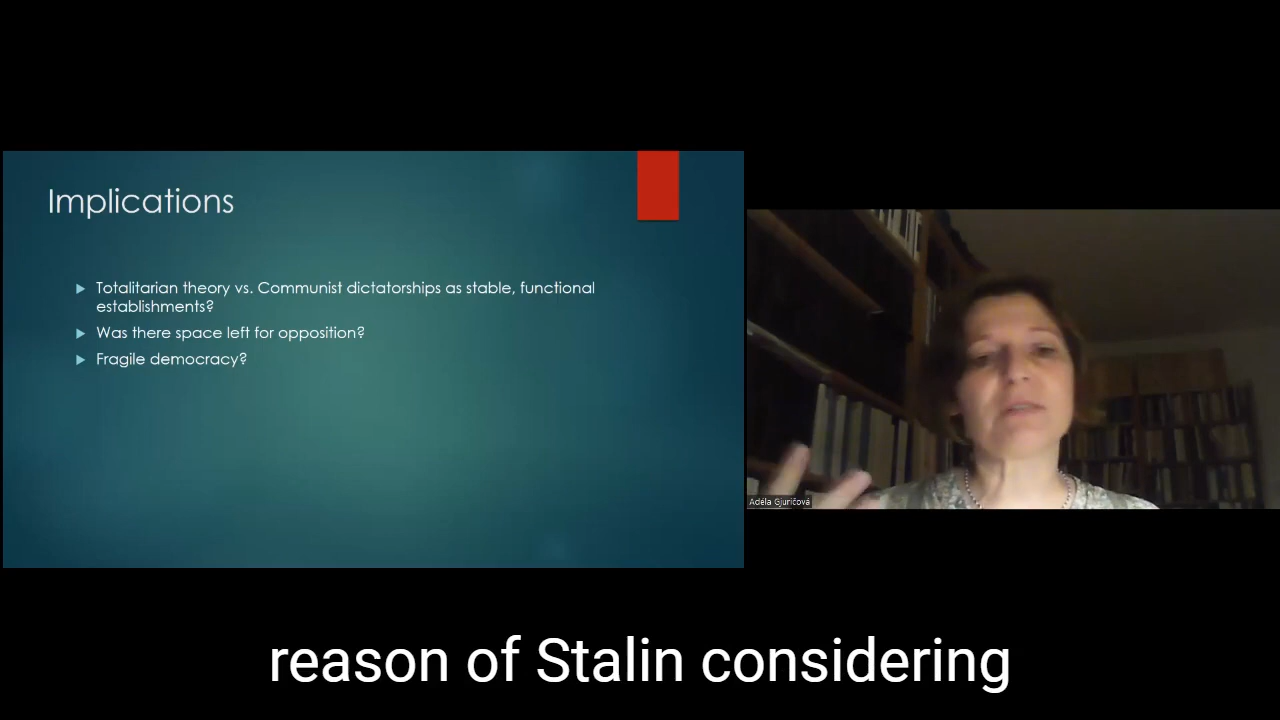 Implications
Totalitarian theory vs. Communist dictatorships as stable, functional
establishments?
Was there space left for opposition?
Fragile democracy?
Adéla Gjuričová
reason of Stalin considering